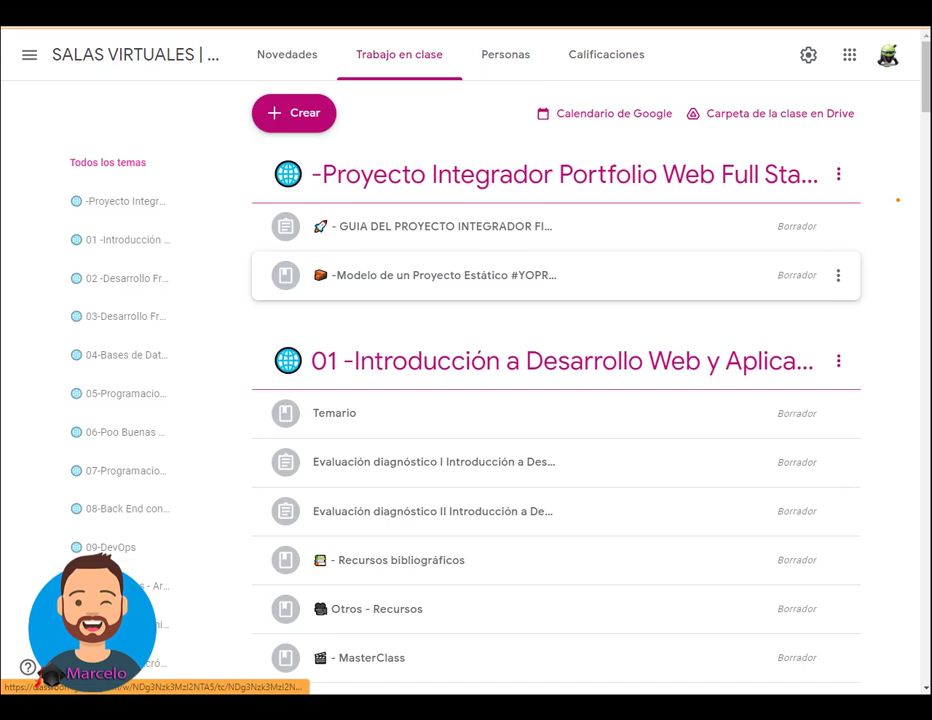 SALAS VIRTUALES | ...
Novedades
Trabajo en clase
Personas
Calificaciones
Crear
Calendario de Google
Carpeta de la clase en Drive
Todos los temas
-Proyecto Integr...
01 -Introducción ...
02 -Desarrollo Fr...
03-Desarrollo Fr...
04-Bases de Dat...
05-Programacio...
06-Poo Buenas ...
07-Programacio...
08-Back End con...
09-DevOps
s - Ar...
mi...
cró...
-Proyecto Integrador Portfolio Web Full Sta...
- GUIA DEL PROYECTO INTEGRADOR FI...
Borrador
-Modelo de un Proyecto Estático #YOPR...
Borrador
01 -Introducción a Desarrollo Web y Aplica...
Temario
Borrador
Evaluación diagnóstico I Introducción a Des...
Borrador
Evaluación diagnóstico II Introducción a De...
Borrador
- Recursos bibliográficos
Borrador
Otros - Recursos
Borrador
- MasterClass
Borrador
Marcelo